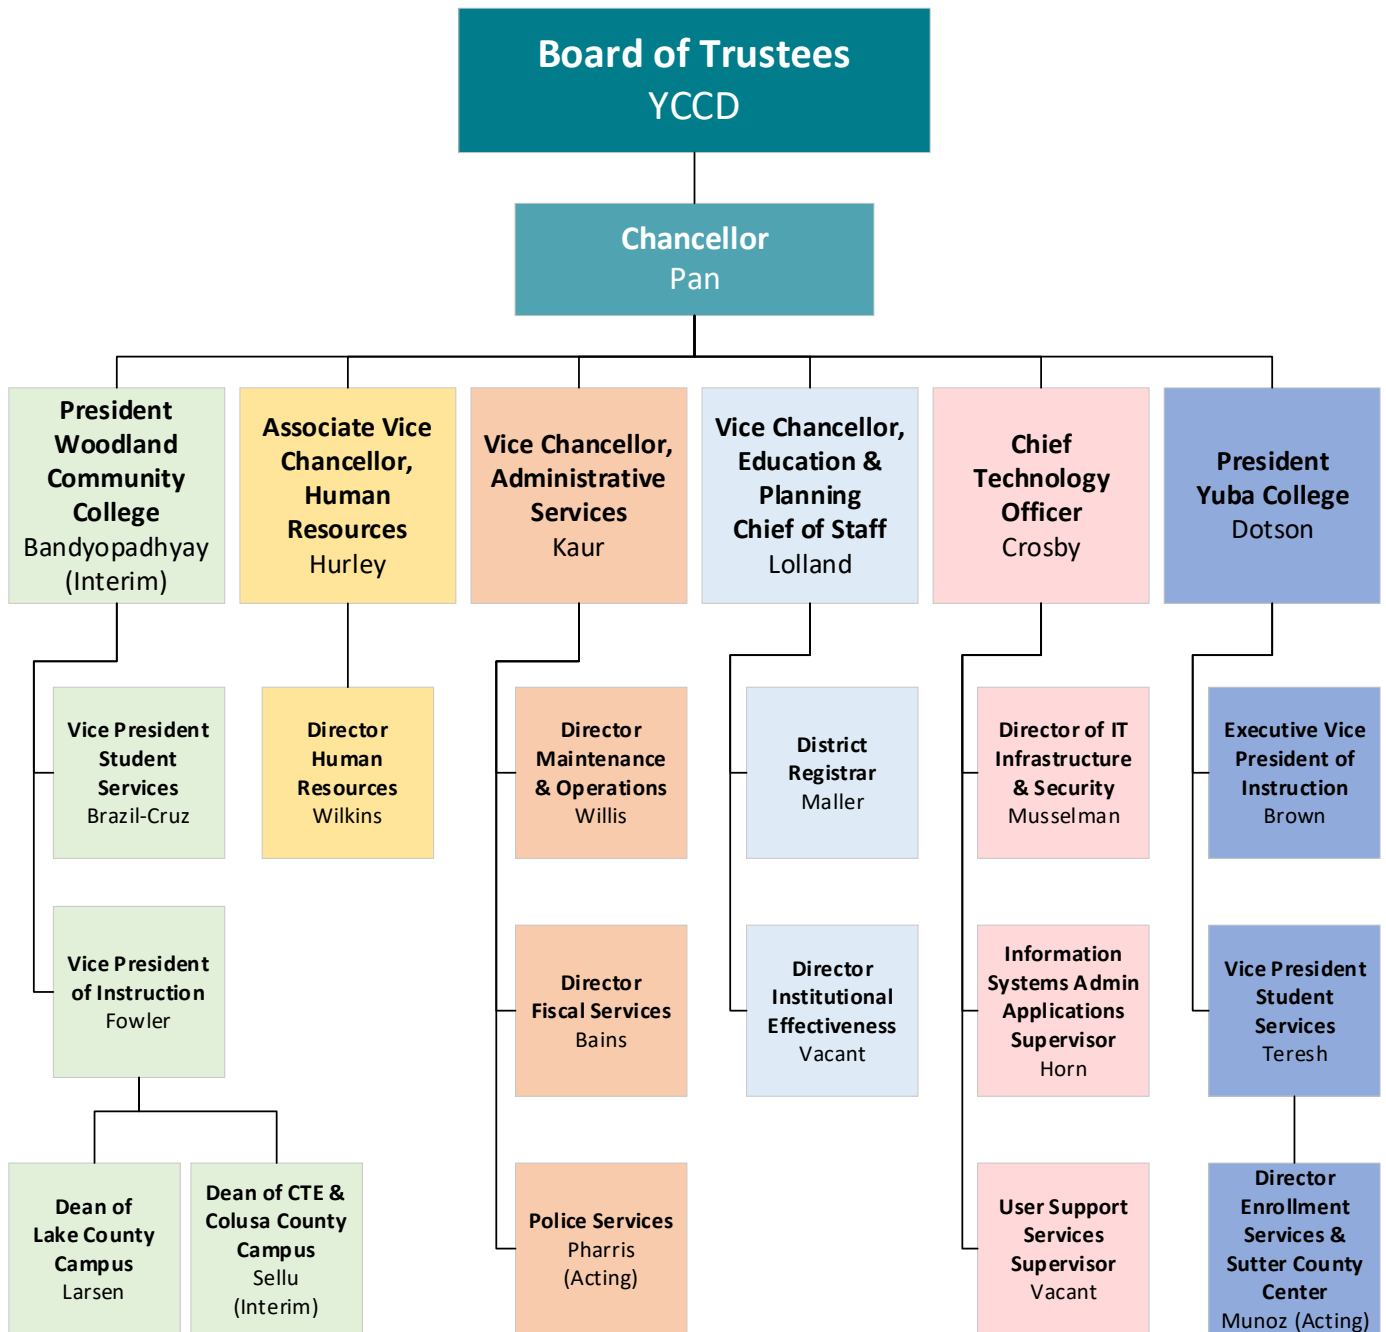 Board of Trustees
YCCD
Chancellor
Pan
President
Woodland
Community
College
Bandyopadhyay
(Interim)
Associate Vice
Chancellor,
Human
Resources
Hurley
Vice Chancellor,
Administrative
Services
Kaur
Vice Chancellor,
Education &
Planning
Chief of Staff
Lolland
Chief
Technology
Officer
Crosby
President
Yuba College
Dotson
Vice President
Student
Services
Brazil-Cruz
Director
Human
Resources
Wilkins
Director
Maintenance
& Operations
Willis
District
Registrar
Maller
Director of IT
Infrastructure
& Security
Musselman
Executive Vice
President of
Instruction
Brown
Vice President
of Instruction
Fowler
Director
Fiscal Services
Bains
Director
Institutional
Effectiveness
Vacant
Information
Systems Admin
Applications
Supervisor
Horn
Vice President
Student
Services
Teresh
Dean of
Lake County
Campus
Larsen
Dean of CTE &
Colusa County
Campus
Sellu
(Interim)
Police Services
Pharris
(Acting)
User Support
Services
Supervisor
Vacant
Director
Enrollment
Services &
Sutter County
Center
Munoz (Acting)